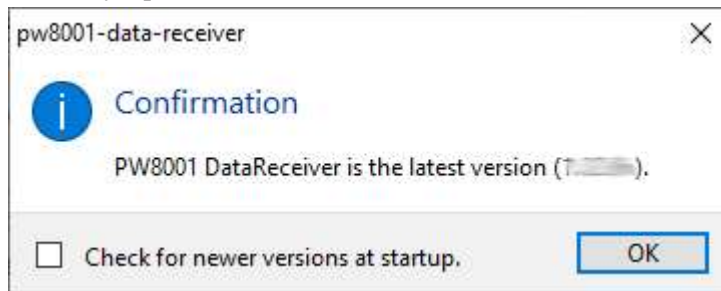 pw8001-data-receiver
Confirmation
PW8001 DataReceiver is the latest version ( ).
Check for newer versions at startup.
OK